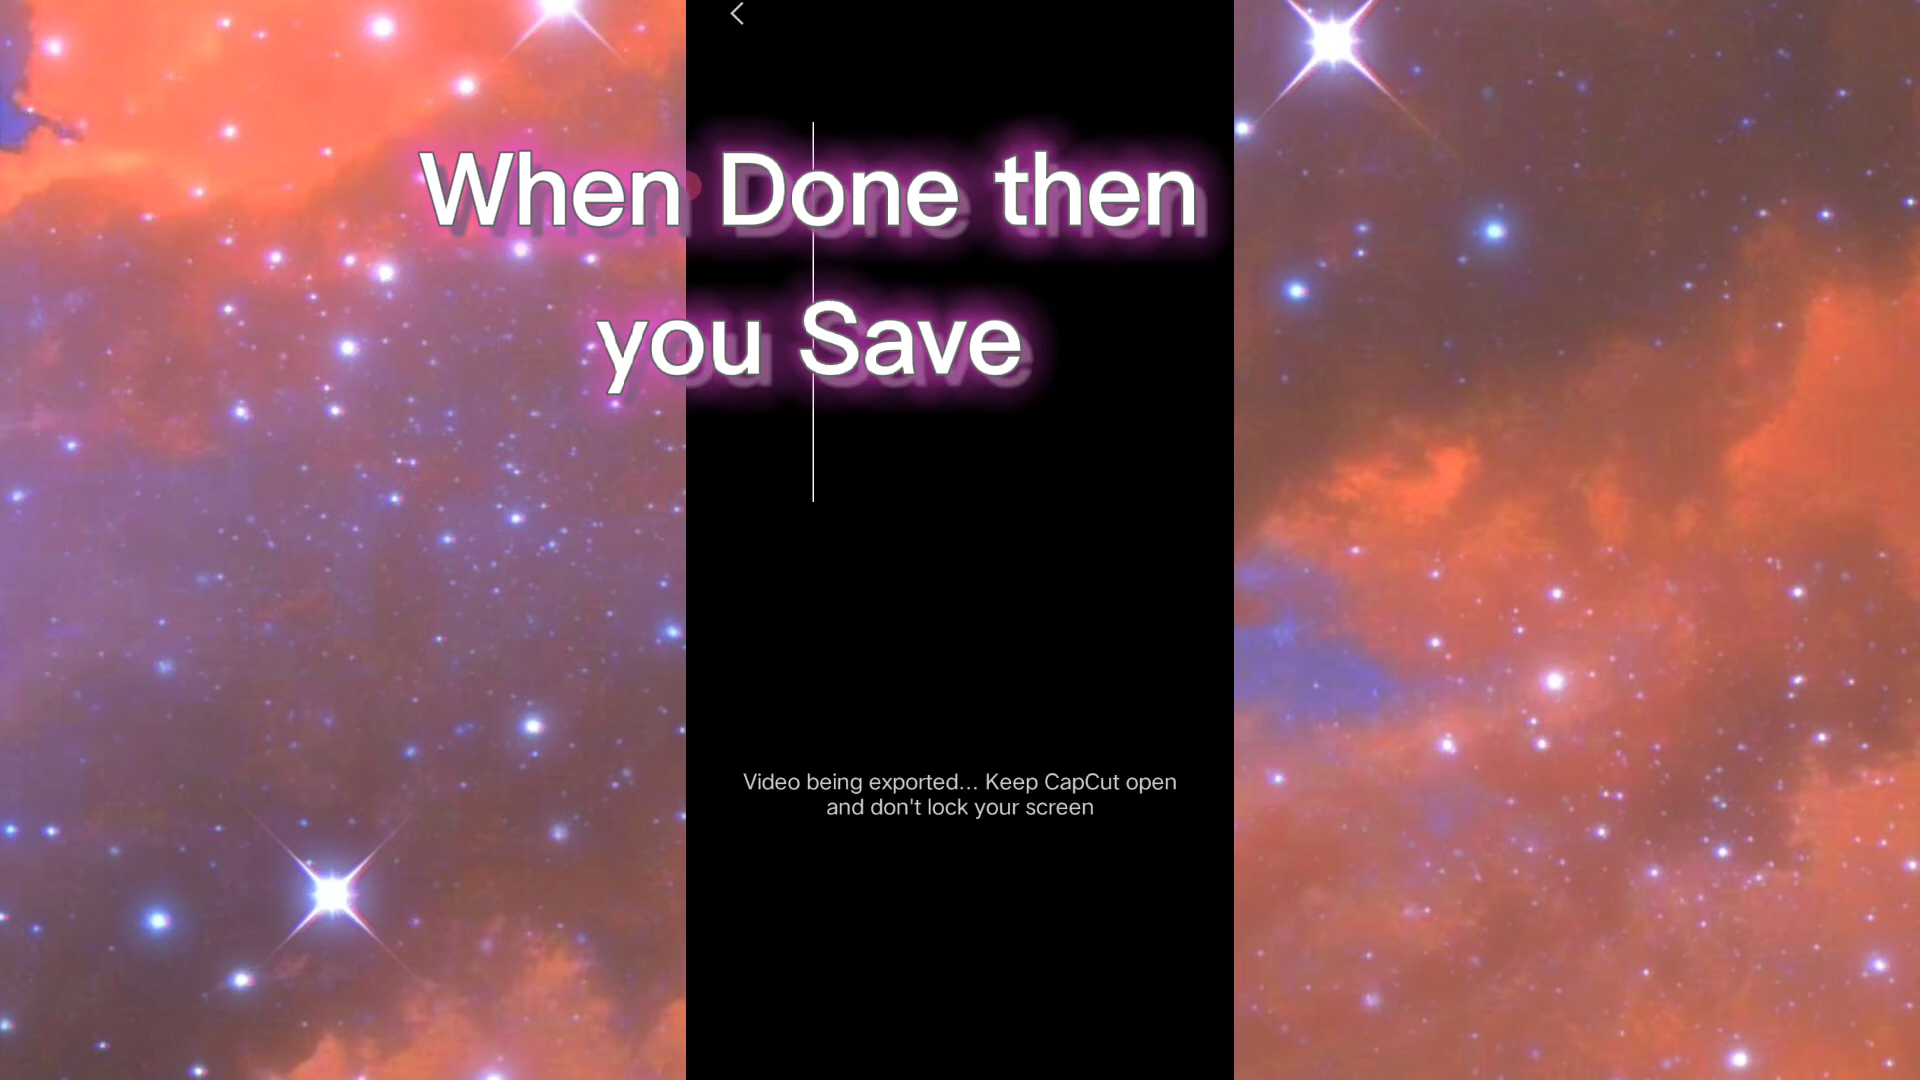 When Done then
you Save
Video being exported... Keep CapCut open
and don't lock your screen